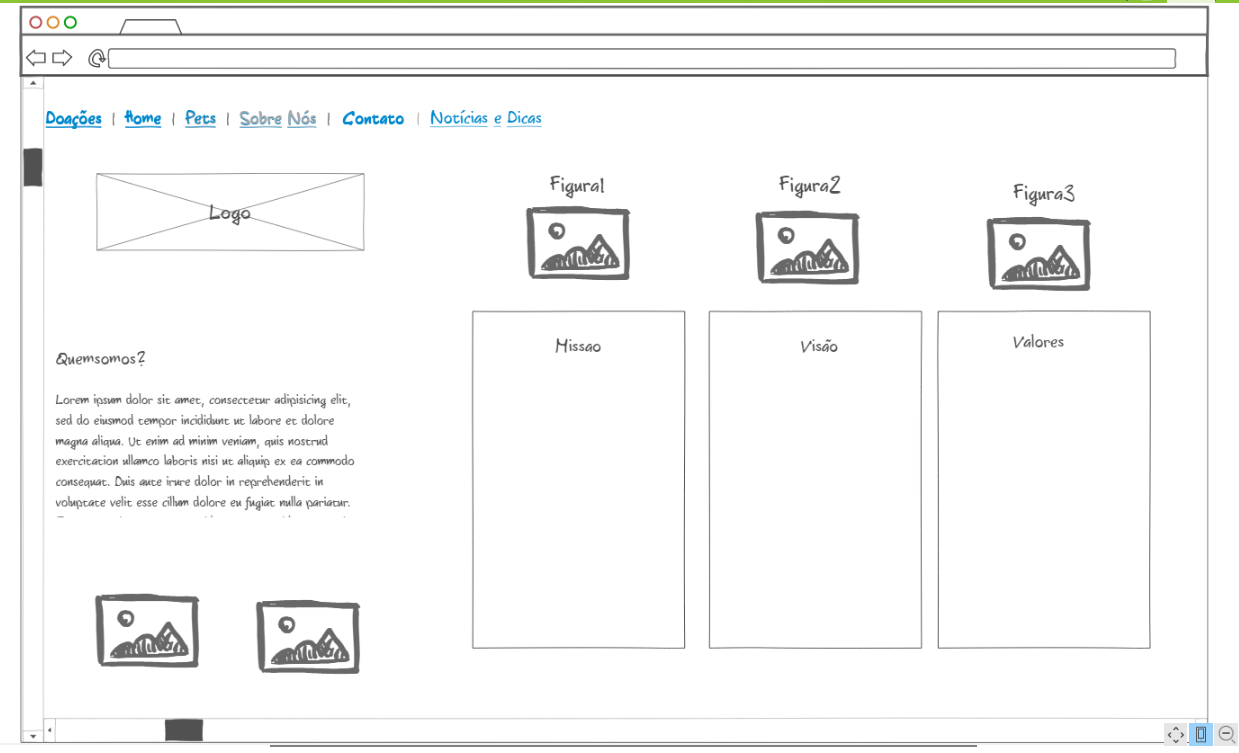 Doações | Home | Pets | Sobre Nós | Contato | Notícias e Dicas
Logo
Quemsomos?
Lorem ipsum dolor sit amet, consectetur adipisicing elit,
sed do eiusmod tempor incididunt ut labore et dolore
magna aliqua. Ut enim ad minim veniam, quis nostrud
exercitation ullamco laboris nisi ut aliquip ex ea commodo
consequat. Duis aute irure dolor in reprehenderit in
voluptate velit esse cillum dolore eu fugiat nulla pariatur.
Figura1
Figura2
Figura3
Missao
Visão
Valores